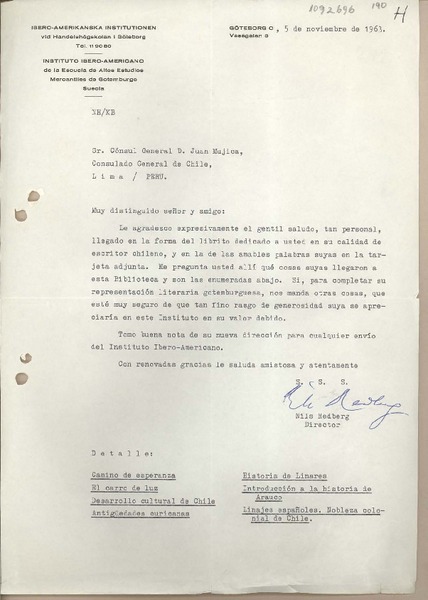 1092696 190 H
IBERO-AMERIKANSKA INSTITUTIONEN
vid Handelshögskolan i Göteborg
Tel. 11 90 80
INSTITUTO IBERO-AMERICANO
de la Escuela de Altos Estudios
Mercantiles de Gotemburgo
Suecia
GÖTEBORG C , 5 de noviembre de 1963.
Vasagatan 3
NH/KB
Sr. Cónsul General D. Juan Mujica,
Consulado General de Chile,
L i m a / PERU.
Muy distinguido señor y amigo:
Le agradezco expresivamente el gentil saludo, tan personal,
llegado en la forma del librito dedicado a usted en su calidad de
escritor chileno, y en la de las amables palabras suyas en la tar-
jeta adjunta. Me pregunta usted allí qué cosas suyas llegaron a
esta Biblioteca y son las enumeradas abajo. Si, para completar su
representación literaria gotemburguesa, nos manda otras cosas, que
esté muy seguro de que tan fino rasgo de generosidad suya se apre-
ciaría en este Instituto en su valor debido.
Tomo buena nota de su nueva dirección para cualquier envío
del Instituto Ibero-Americano.
Con renovadas gracias le saluda amistosa y atentamente
S. S. S.
Nils Hedberg
Nils Hedberg
Director
D e t a l l e :
Camino de esperanza
El carro de luz
Desarrollo cultural de Chile
Antigüedades auricanas
Historia de Linares
Introducción a la historia de
Arauco
Linajes españoles. Nobleza colo-
nial de Chile.